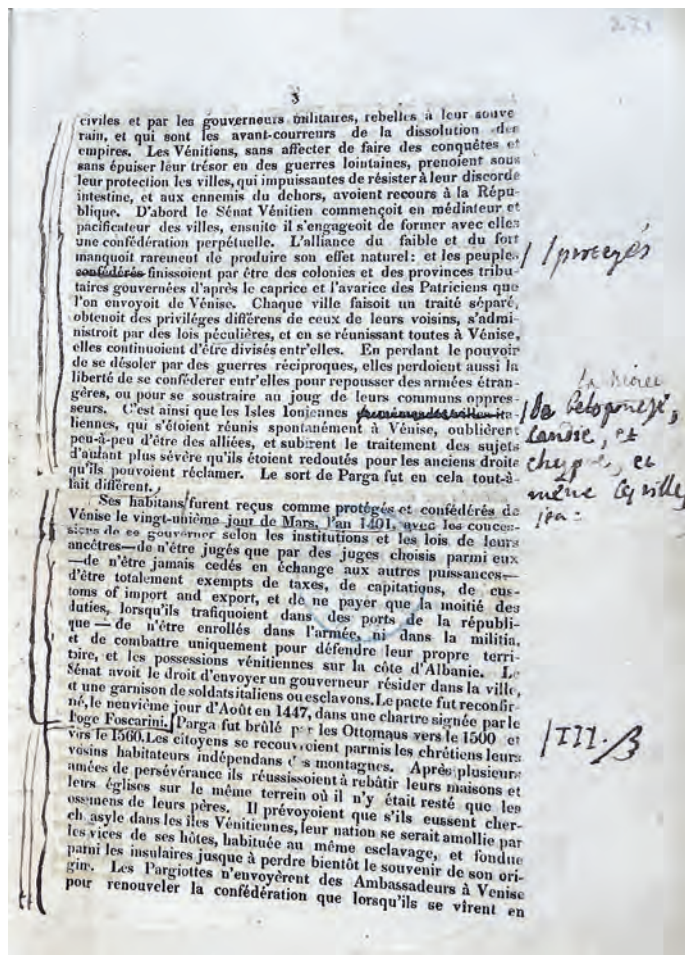 271
8
civiles et par les gouverneurs militaires, rebelles à leur souve
rain, et qui sont les avant-courreurs de la dissolution des
empires. Les Vénitiens, sans affecter de faire des conquêtes et
sans épuiser leur trésor en des guerres lointaines, prenoient sous
leur protection les villes, qui impuissantes de résister à leur discorde
intestine, et aux ennemis du dehors, avoient recours à la Répu-
blique. D'abord le Sénat Vénitien commençoit en médiateur et
pacificateur des villes, ensuite il s'engageoit de former avec elles
une confédération perpétuelle. L'alliance du faible et du fort
manquoit rarement de produire son effet naturel: et les peuples
confédérés finissoient par être des colonies et des provinces tribu-
taires gouvernées d'après le caprice et l'avarice des Patriciens que
l'on envoyoit de Vénise. Chaque ville faisoit un traité séparé,
obtenoit des priviléges différens de ceux de leurs voisins, s'admi-
nistroit par des lois péculières, et en se réunissant toutes à Vénise,
elles continuoient d'être divisés entr'elles. En perdant le pouvoir
de se désoler par des guerres réciproques, elles perdoient aussi la
liberté de se conféderer entr'elles pour repousser des armées étran-
gères, ou pour se soustraire au joug de leurs communs oppres-
seurs. C'est ainsi que les Isles Ioniennes ita-
liennes, qui s'étoient réunis spontanément à Vénise, oublièrent
peu-à-peu d'être des alliées, et subirent le traitement des sujets
d'autant plus sévère qu'ils étoient redoutés pour les anciens droits
qu'ils pouvoient réclamer. Le sort de Parga fut en cela tout-à-
fait différent.
Ses habitans furent reçus comme protégés et confédérés de
Vénise le vingt-unième jour de Mars, l'an 1401, avec les conces-
sions de se gouverner selon les institutions et les lois de leurs
ancêtres—de n'être jugés que par des juges choisis parmi eux
—de n'être jamais cedés en échange aux autres puissances—
d'être totalement exempts de taxes, de capitations, de cus-
toms of import and export, et de ne payer que la moitié des
duties, lorsqu'ils trafiquoient dans des ports de la républi-
que — de n'être enrollés dans l'armée, ni dans la militia,
et de combattre uniquement pour défendre leur propre terri-
toire, et les possessions vénitiennes sur la côte d'Albanie. Le
Sénat avoit le droit d'envoyer un gouverneur résider dans la ville,
et une garnison de soldats italiens ou esclavons. Le pacte fut reconfir-
mé, le neuvième jour d'Août en 1447, dans une chartre signée par le
Doge Foscarini. Parga fut brûlé par les Ottomans vers le 1500 et
vers le 1560. Les citoyens se recouvroient parmis les chrétiens leurs
voisins habitateurs indépendans des montagnes. Après plusieurs
années de persévérance ils réussissoient à rebâtir leurs maisons et
leurs églises sur le même terrein où il n'y était resté que les
ossemens de leurs pères. Il prévoyoient que s'ils eussent cher-
ché asyle dans les îles Vénitiennes, leur nation se serait amollie par
les vices de ses hôtes, habituée au même esclavage, et fondue
parmi les insulaires jusque à perdre bientôt le souvenir de son ori-
gine. Les Pargiottes n'envoyèrent des Ambassadeurs à Venise
pour renouveler la confédération que lorsqu'ils se vîrent en
/ / protegés
la Morée
/ la Peloponese,
Candie, et
chypre, et
même
/III. B